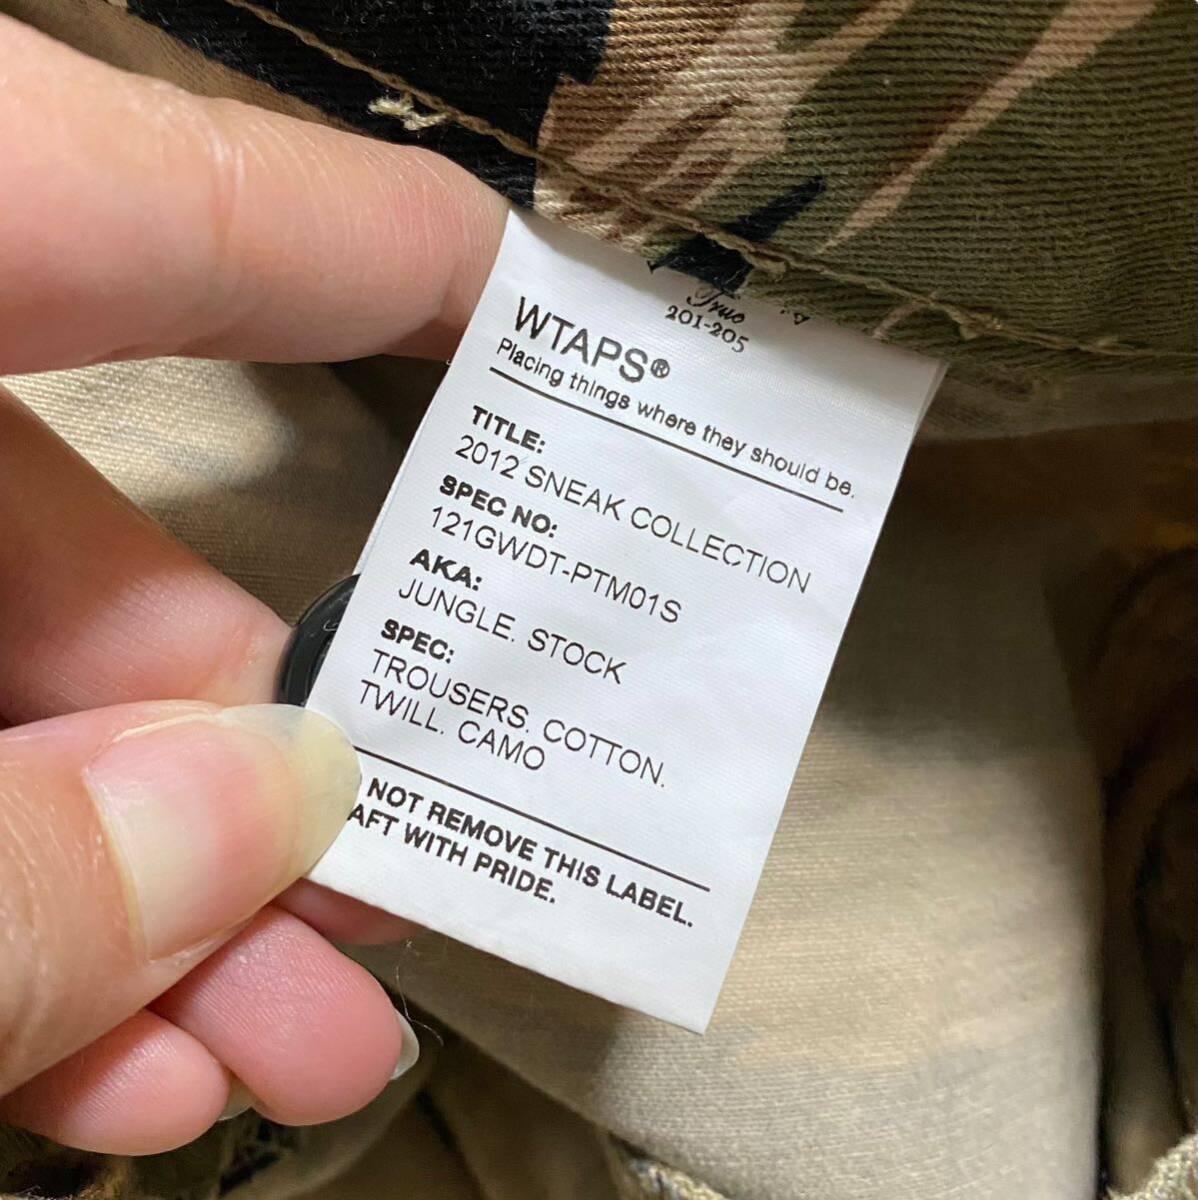 True
201-205
WTAPS®
Placing things where they should be.
TITLE:
2012 SNEAK COLLECTION
SPEC NO:
121GWDT-PTM01S
AKA:
JUNGLE. STOCK
SPEC:
TROUSERS. COTTON.
TWILL. CAMO
NOT REMOVE THIS LABEL.
AFT WITH PRIDE.